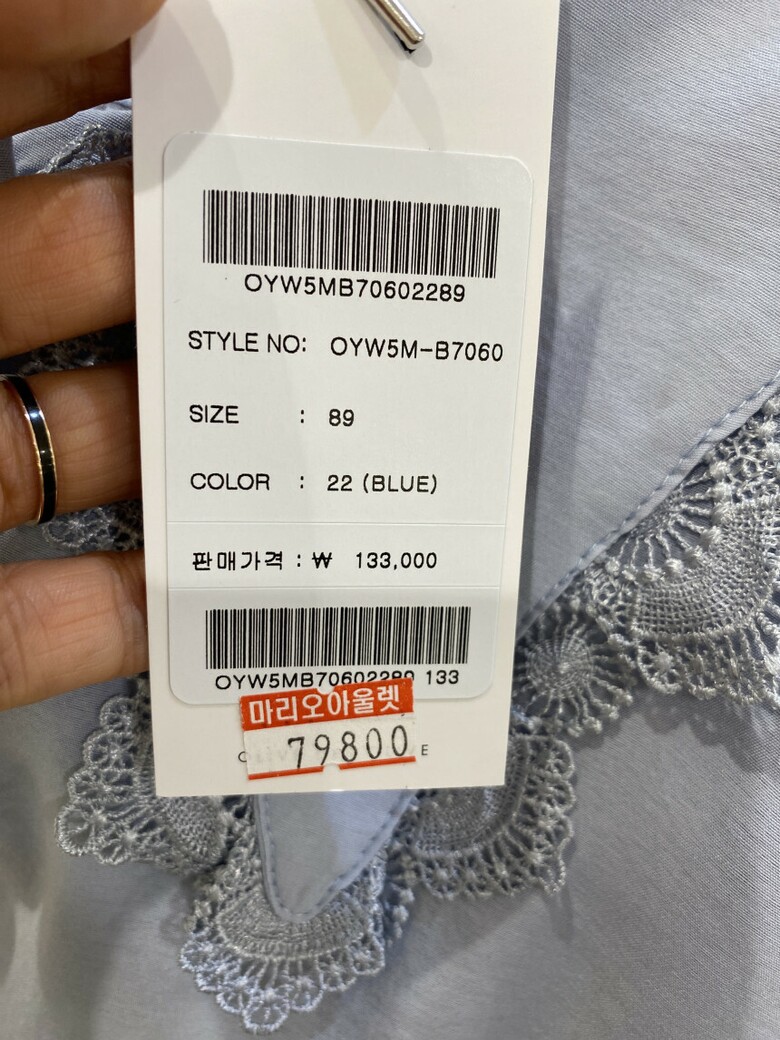 OYW5MB70602289
STYLE NO: OYW5M-B7060
SIZE : 89
COLOR : 22 (BLUE)
판매가격 : ₩ 133,000
OYW5MB70602289 133
마리오아울렛
79800